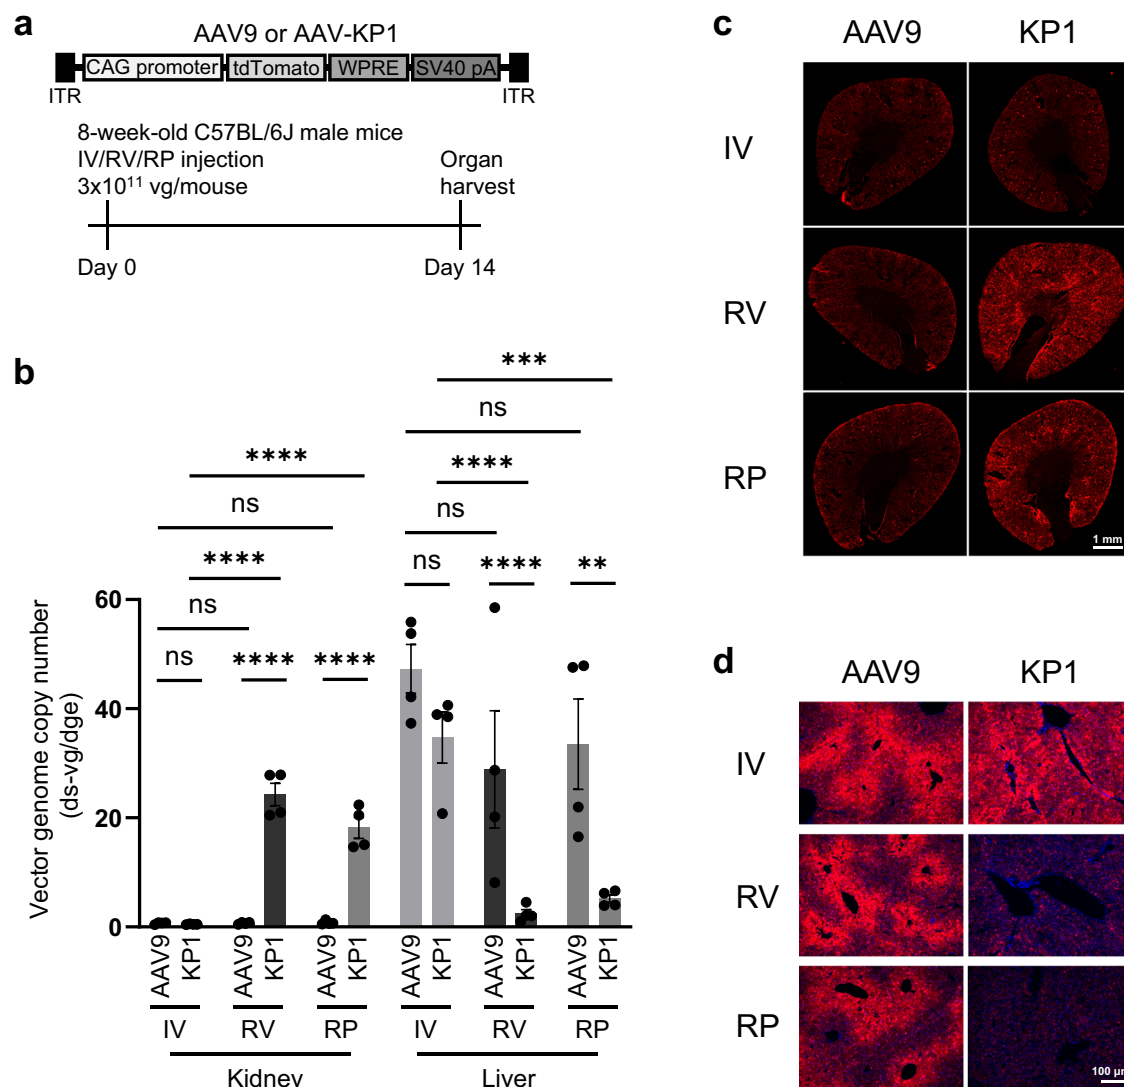 a
AAV9 or AAV-KP1
CAG promoter tdTomato WPRE SV40 pA
ITR ITR
8-week-old C57BL/6J male mice
IV/RV/RP injection
3x10¹¹ vg/mouse
Organ
harvest
Day 0 Day 14
b
***
ns
**** ****
ns ns
**** ns **** **
ns
ns **** ****
Vector genome copy number
(ds-vg/dge)
60
40
20
0
AAV9 KP1 AAV9 KP1 AAV9 KP1 AAV9 KP1 AAV9 KP1 AAV9 KP1
IV RV RP IV RV RP
Kidney Liver
c
AAV9 KP1
IV
RV
RP
1 mm
d
AAV9 KP1
IV
RV
RP
100 µm